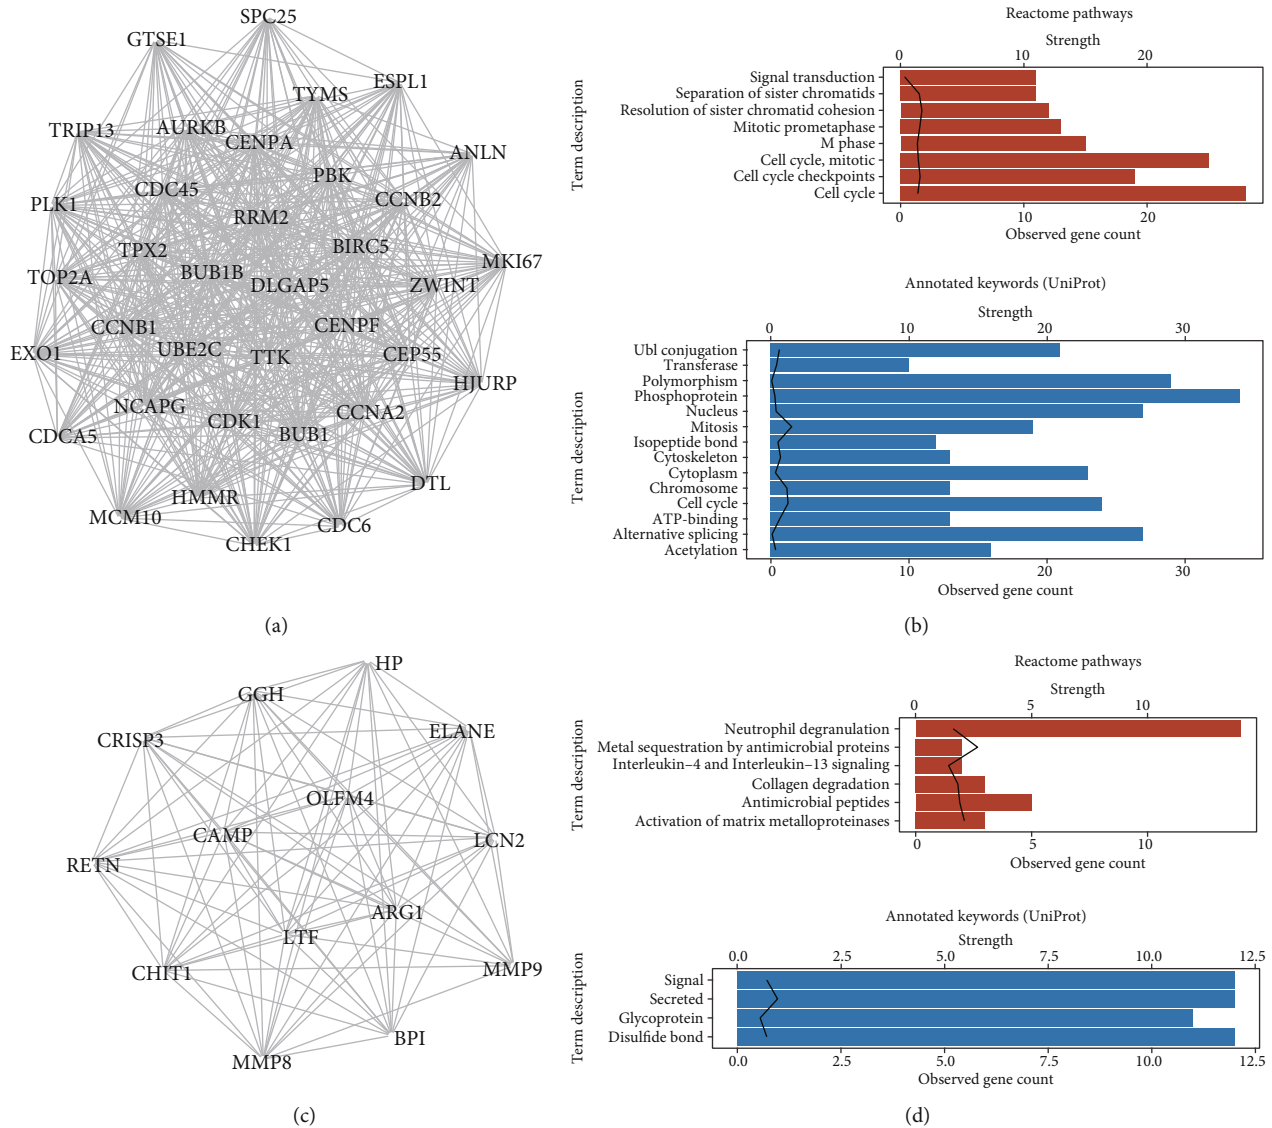 SPC25
GTSE1
ESPL1
TYMS
TRIP13
AURKB
CENPA
ANLN
PBK
CDC45
CCNB2
PLK1
RRM2
TPX2
BIRC5
MKI67
TOP2A
BUB1B
DLGAP5
ZWINT
CCNB1
CENPF
EXO1
UBE2C
TTK
CEP55
HJURP
NCAPG
CDK1
CCNA2
CDCA5
BUB1
DTL
HMMR
MCM10
CDC6
CHEK1
(a)
Reactome pathways
Strength
0 10 20
Term description
Signal transduction
Separation of sister chromatids
Resolution of sister chromatid cohesion
Mitotic prometaphase
M phase
Cell cycle, mitotic
Cell cycle checkpoints
Cell cycle
0 10 20
Observed gene count
Annotated keywords (UniProt)
Strength
0 10 20 30
Term description
Ubl conjugation
Transferase
Polymorphism
Phosphoprotein
Nucleus
Mitosis
Isopeptide bond
Cytoskeleton
Cytoplasm
Chromosome
Cell cycle
ATP-binding
Alternative splicing
Acetylation
0 10 20 30
Observed gene count
(b)
HP
GGH
ELANE
CRISP3
OLFM4
CAMP
LCN2
RETN
ARG1
LTF
CHIT1
MMP9
BPI
MMP8
(c)
Reactome pathways
Strength
0 5 10
Term description
Neutrophil degranulation
Metal sequestration by antimicrobial proteins
Interleukin–4 and Interleukin–13 signaling
Collagen degradation
Antimicrobial peptides
Activation of matrix metalloproteinases
0 5 10
Observed gene count
Annotated keywords (UniProt)
Strength
0.0 2.5 5.0 7.5 10.0 12.5
Term description
Signal
Secreted
Glycoprotein
Disulfide bond
0.0 2.5 5.0 7.5 10.0 12.5
Observed gene count
(d)